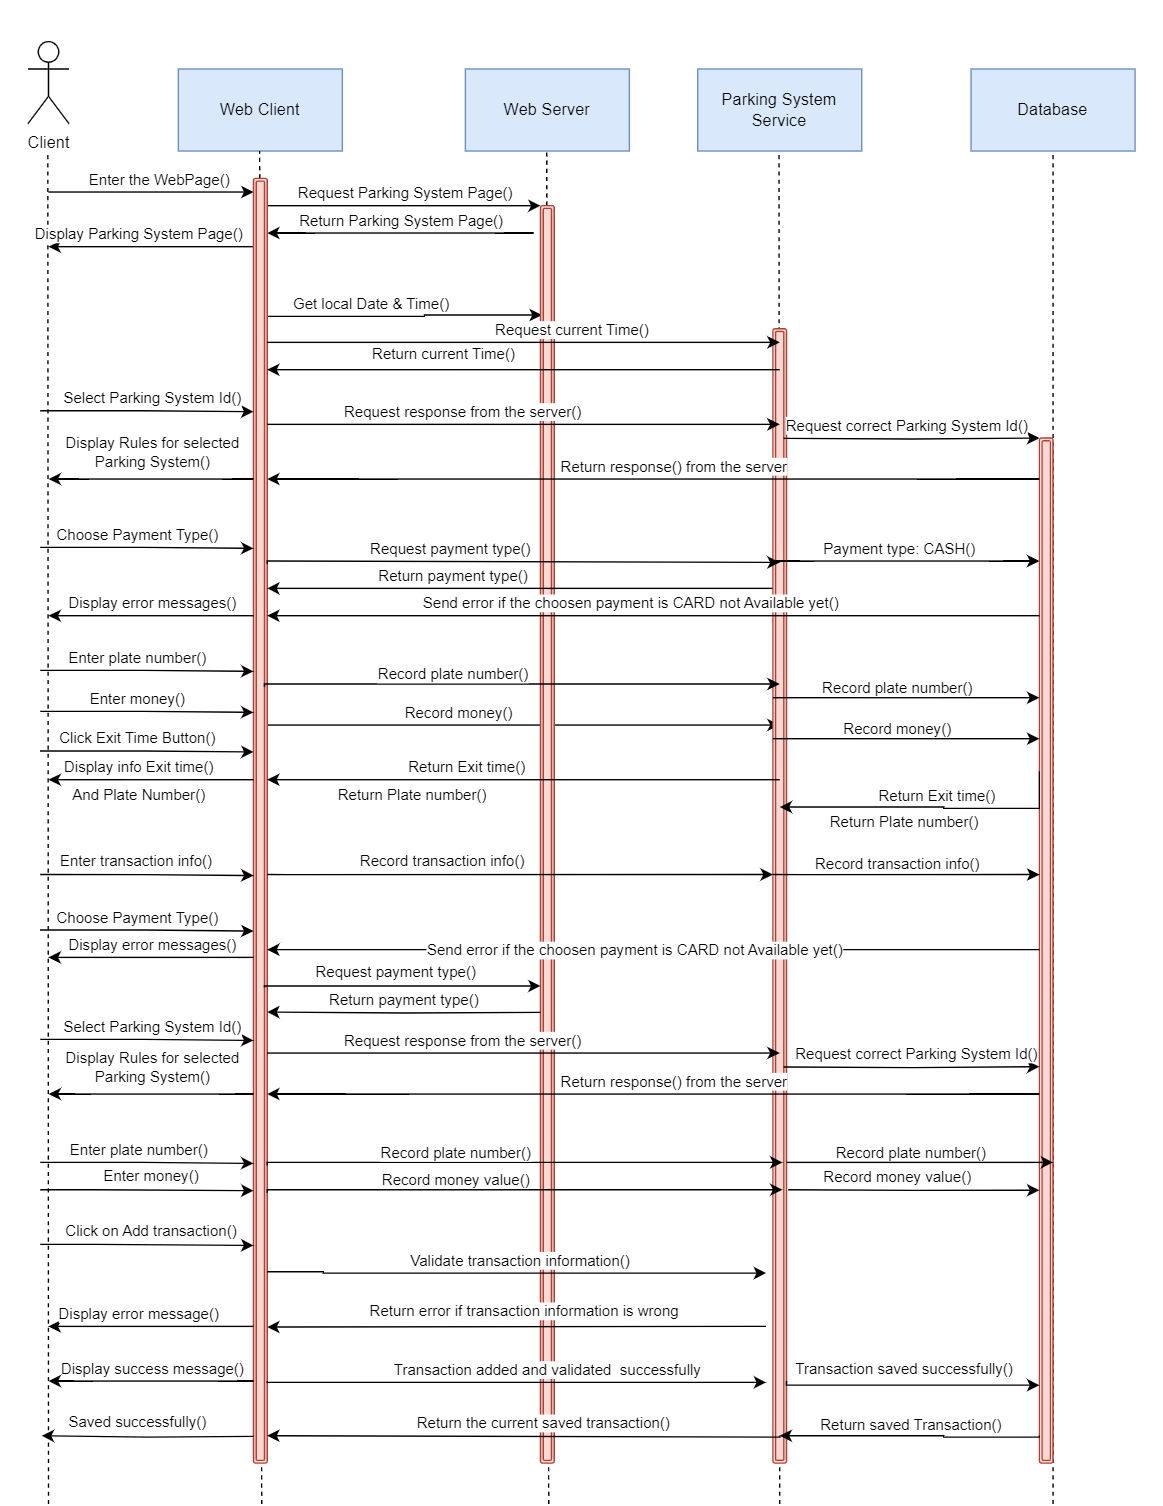 Client
Web Client
Web Server
Parking System
Service
Database
Enter the WebPage()
Request Parking System Page()
Return Parking System Page()
Display Parking System Page()
Get local Date & Time()
Request current Time()
Return current Time()
Select Parking System Id()
Request response from the server()
Request correct Parking System Id()
Display Rules for selected
Parking System()
Return response() from the server
Choose Payment Type()
Request payment type()
Payment type: CASH()
Return payment type()
Display error messages()
Send error if the choosen payment is CARD not Available yet()
Enter plate number()
Record plate number()
Record plate number()
Enter money()
Record money()
Record money()
Click Exit Time Button()
Display info Exit time()
Return Exit time()
And Plate Number()
Return Plate number()
Return Exit time()
Return Plate number()
Enter transaction info()
Record transaction info()
Record transaction info()
Choose Payment Type()
Display error messages()
Send error if the choosen payment is CARD not Available yet()
Request payment type()
Return payment type()
Select Parking System Id()
Request response from the server()
Request correct Parking System Id()
Display Rules for selected
Parking System()
Return response() from the server
Enter plate number()
Record plate number()
Record plate number()
Enter money()
Record money value()
Record money value()
Click on Add transaction()
Validate transaction information()
Display error message()
Return error if transaction information is wrong
Display success message()
Transaction added and validated  successfully
Transaction saved successfully()
Saved successfully()
Return the current saved transaction()
Return saved Transaction()